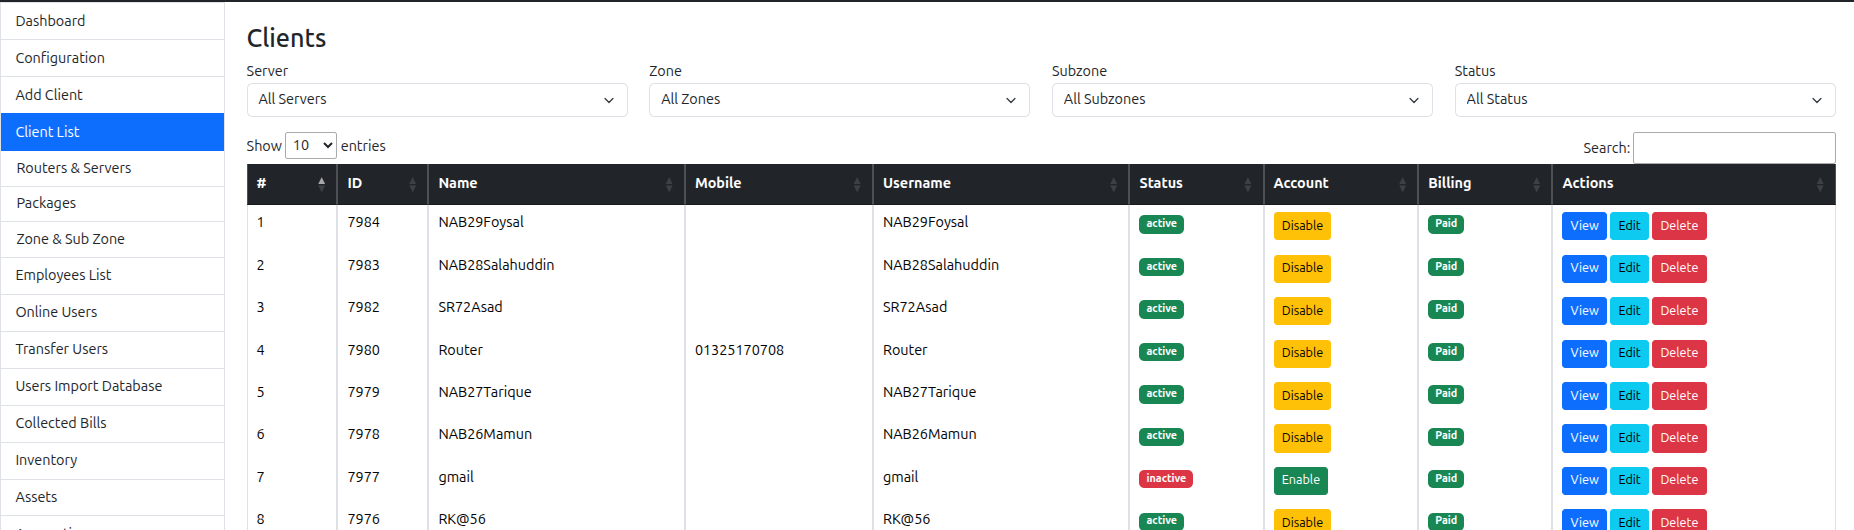 Dashboard
Configuration
Add Client
Client List
Routers & Servers
Packages
Zone & Sub Zone
Employees List
Online Users
Transfer Users
Users Import Database
Collected Bills
Inventory
Assets
Clients
Server Zone Subzone Status
All Servers All Zones All Subzones All Status
Show 10 entries Search:
# ID Name Mobile Username Status Account Billing Actions
1 7984 NAB29Foysal NAB29Foysal active Disable Paid View Edit Delete
2 7983 NAB28Salahuddin NAB28Salahuddin active Disable Paid View Edit Delete
3 7982 SR72Asad SR72Asad active Disable Paid View Edit Delete
4 7980 Router 01325170708 Router active Disable Paid View Edit Delete
5 7979 NAB27Tarique NAB27Tarique active Disable Paid View Edit Delete
6 7978 NAB26Mamun NAB26Mamun active Disable Paid View Edit Delete
7 7977 gmail gmail inactive Enable Paid View Edit Delete
8 7976 RK@56 RK@56 active Disable Paid View Edit Delete